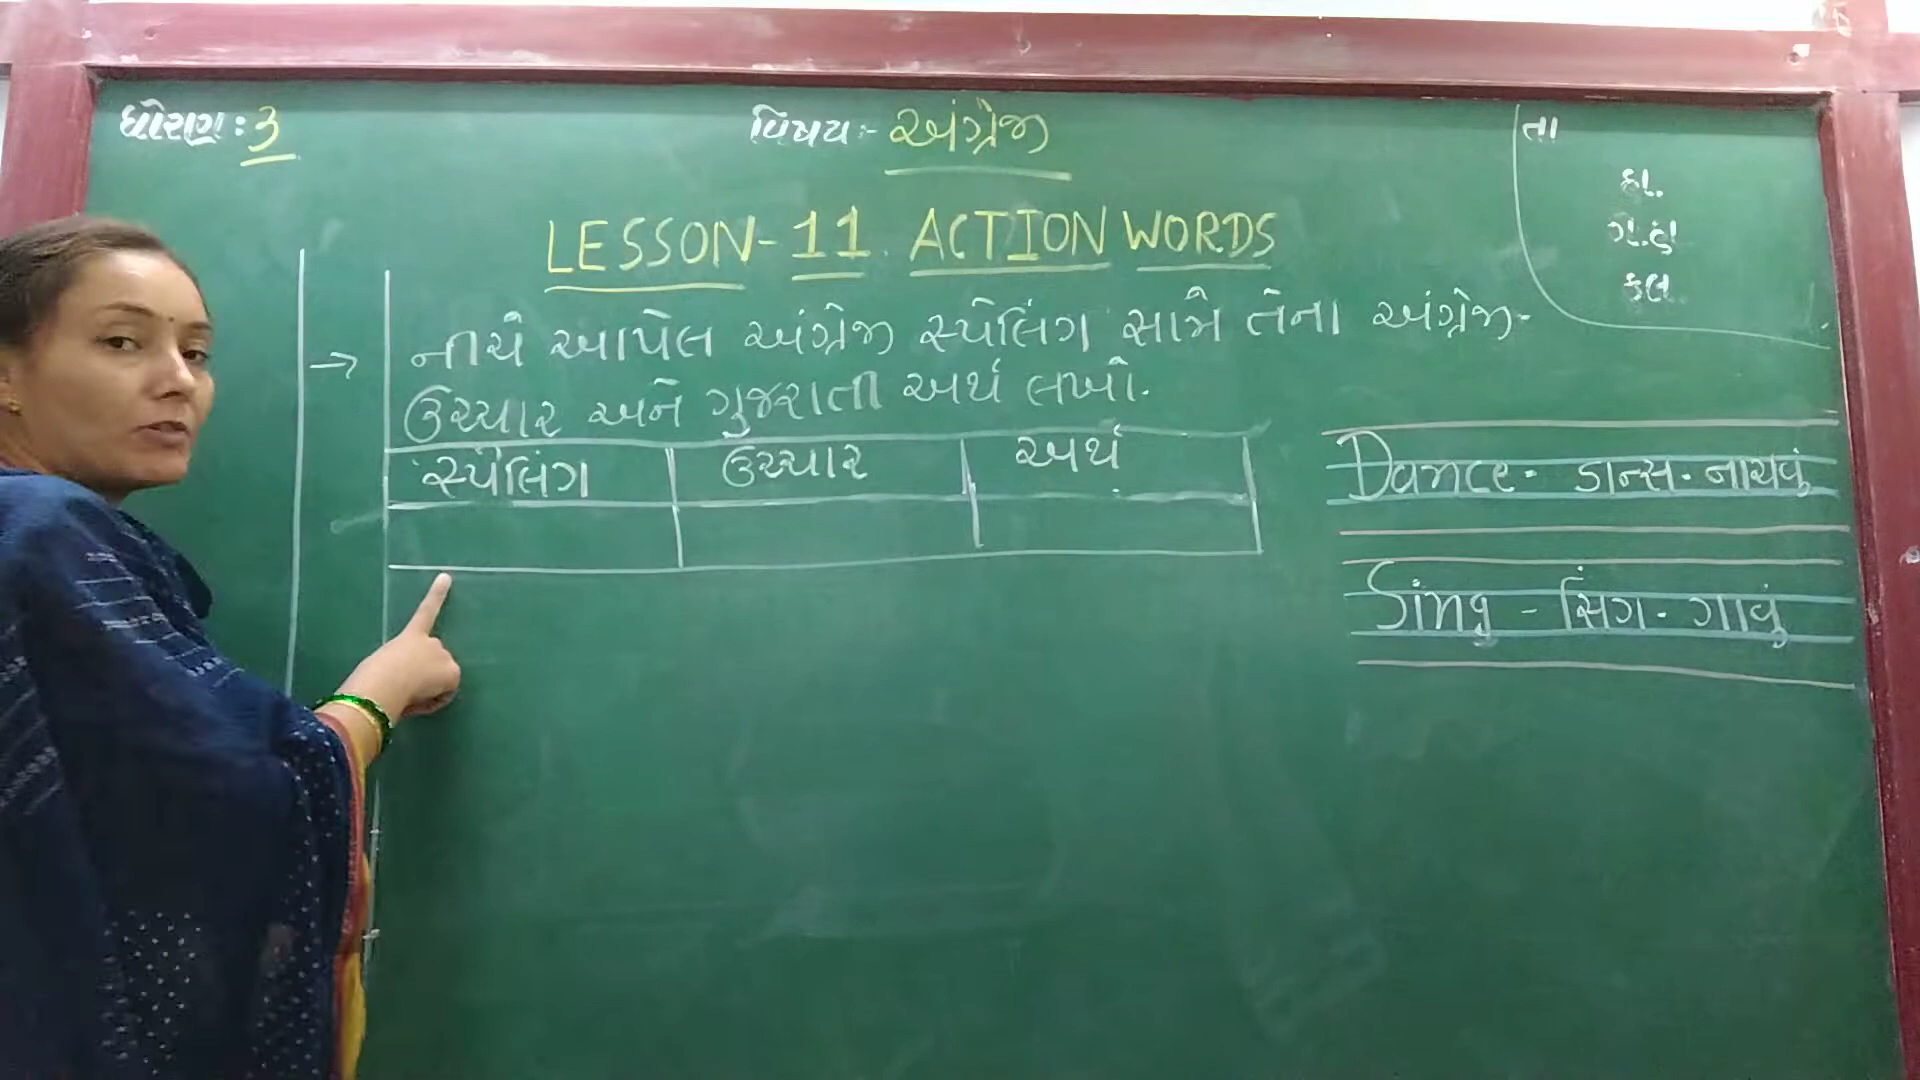 ધોરણ: 3
વિષય:- અંગ્રેજી
તા
હા.
ગે.હા
કુલ
LESSON-11. ACTION WORDS
→ નીચે આપેલ અંગ્રેજી સ્પેલિંગ સામે તેના અંગ્રેજી-
ઉચ્ચાર અને ગુજરાતી અર્થ લખો.
સ્પેલિંગ ઉચ્ચાર અર્થ
Dance - ડાન્સ - નાચવું
Sing - સિંગ - ગાવું